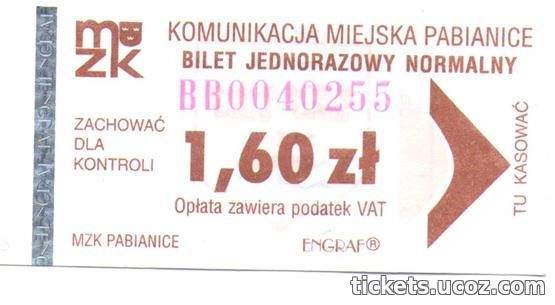 MZK
KOMUNIKACJA MIEJSKA PABIANICE
BILET JEDNORAZOWY NORMALNY
BB0040255
ZACHOWAĆ
DLA
KONTROLI
1,60 zł
Opłata zawiera podatek VAT
MZK PABIANICE
ENGRAF®
TU KASOWAĆ
tickets.ucoz.com